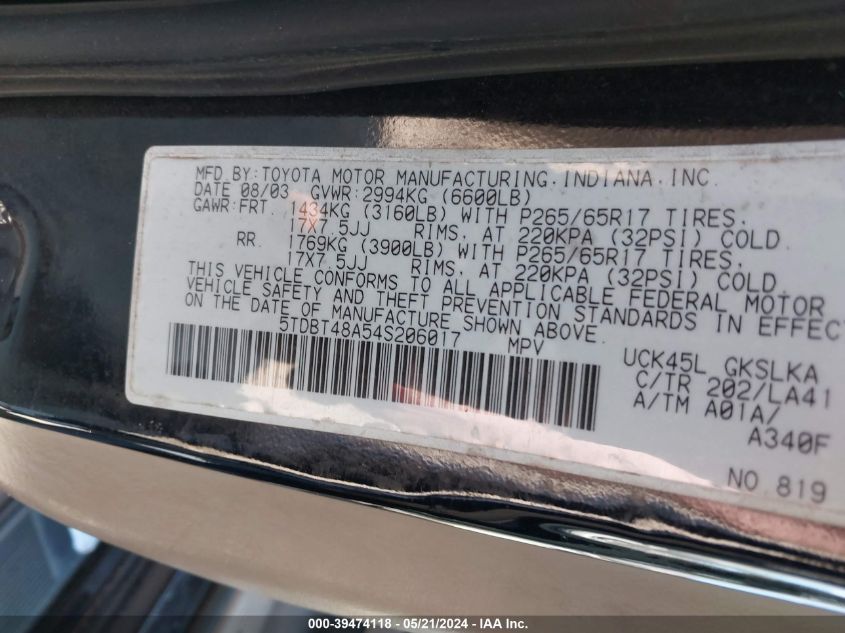 MFD.BY:TOYOTA MOTOR MANUFACTURING.INDIANA.INC.
DATE 08/03 GVWR:2994KG (6600LB)
GAWR:FRT. 1434KG (3160LB) WITH P265/65R17 TIRES.
17X7.5JJ RIMS. AT 220KPA (32PSI) COLD.
RR. 1769KG (3900LB) WITH P265/65R17 TIRES.
17X7.5JJ RIMS. AT 220KPA (32PSI) COLD.
THIS VEHICLE CONFORMS TO ALL APPLICABLE FEDERAL MOTOR
VEHICLE SAFETY AND THEFT PREVENTION STANDARDS IN EFFECT
ON THE DATE OF MANUFACTURE SHOWN ABOVE.
5TDBT48A54S206017 MPV
UCK45L GKSLKA
C/TR 202/LA41
A/TM A01A/
A340F
NO 819
000-39474118 - 05/21/2024 - IAA Inc.